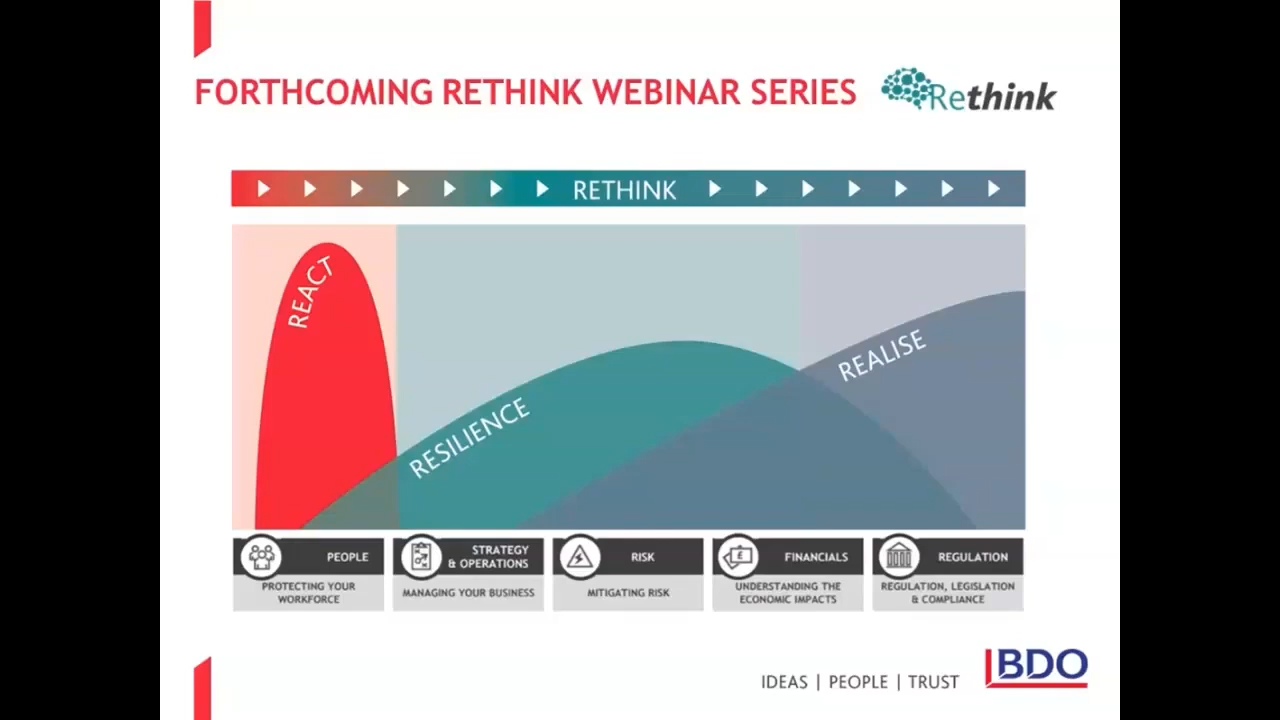 FORTHCOMING RETHINK WEBINAR SERIES
Rethink
RETHINK
REACT
RESILIENCE
REALISE
PEOPLE
PROTECTING YOUR
WORKFORCE
STRATEGY
& OPERATIONS
MANAGING YOUR BUSINESS
RISK
MITIGATING RISK
£
FINANCIALS
UNDERSTANDING THE
ECONOMIC IMPACTS
REGULATION
REGULATION, LEGISLATION
& COMPLIANCE
IDEAS | PEOPLE | TRUST
BDO